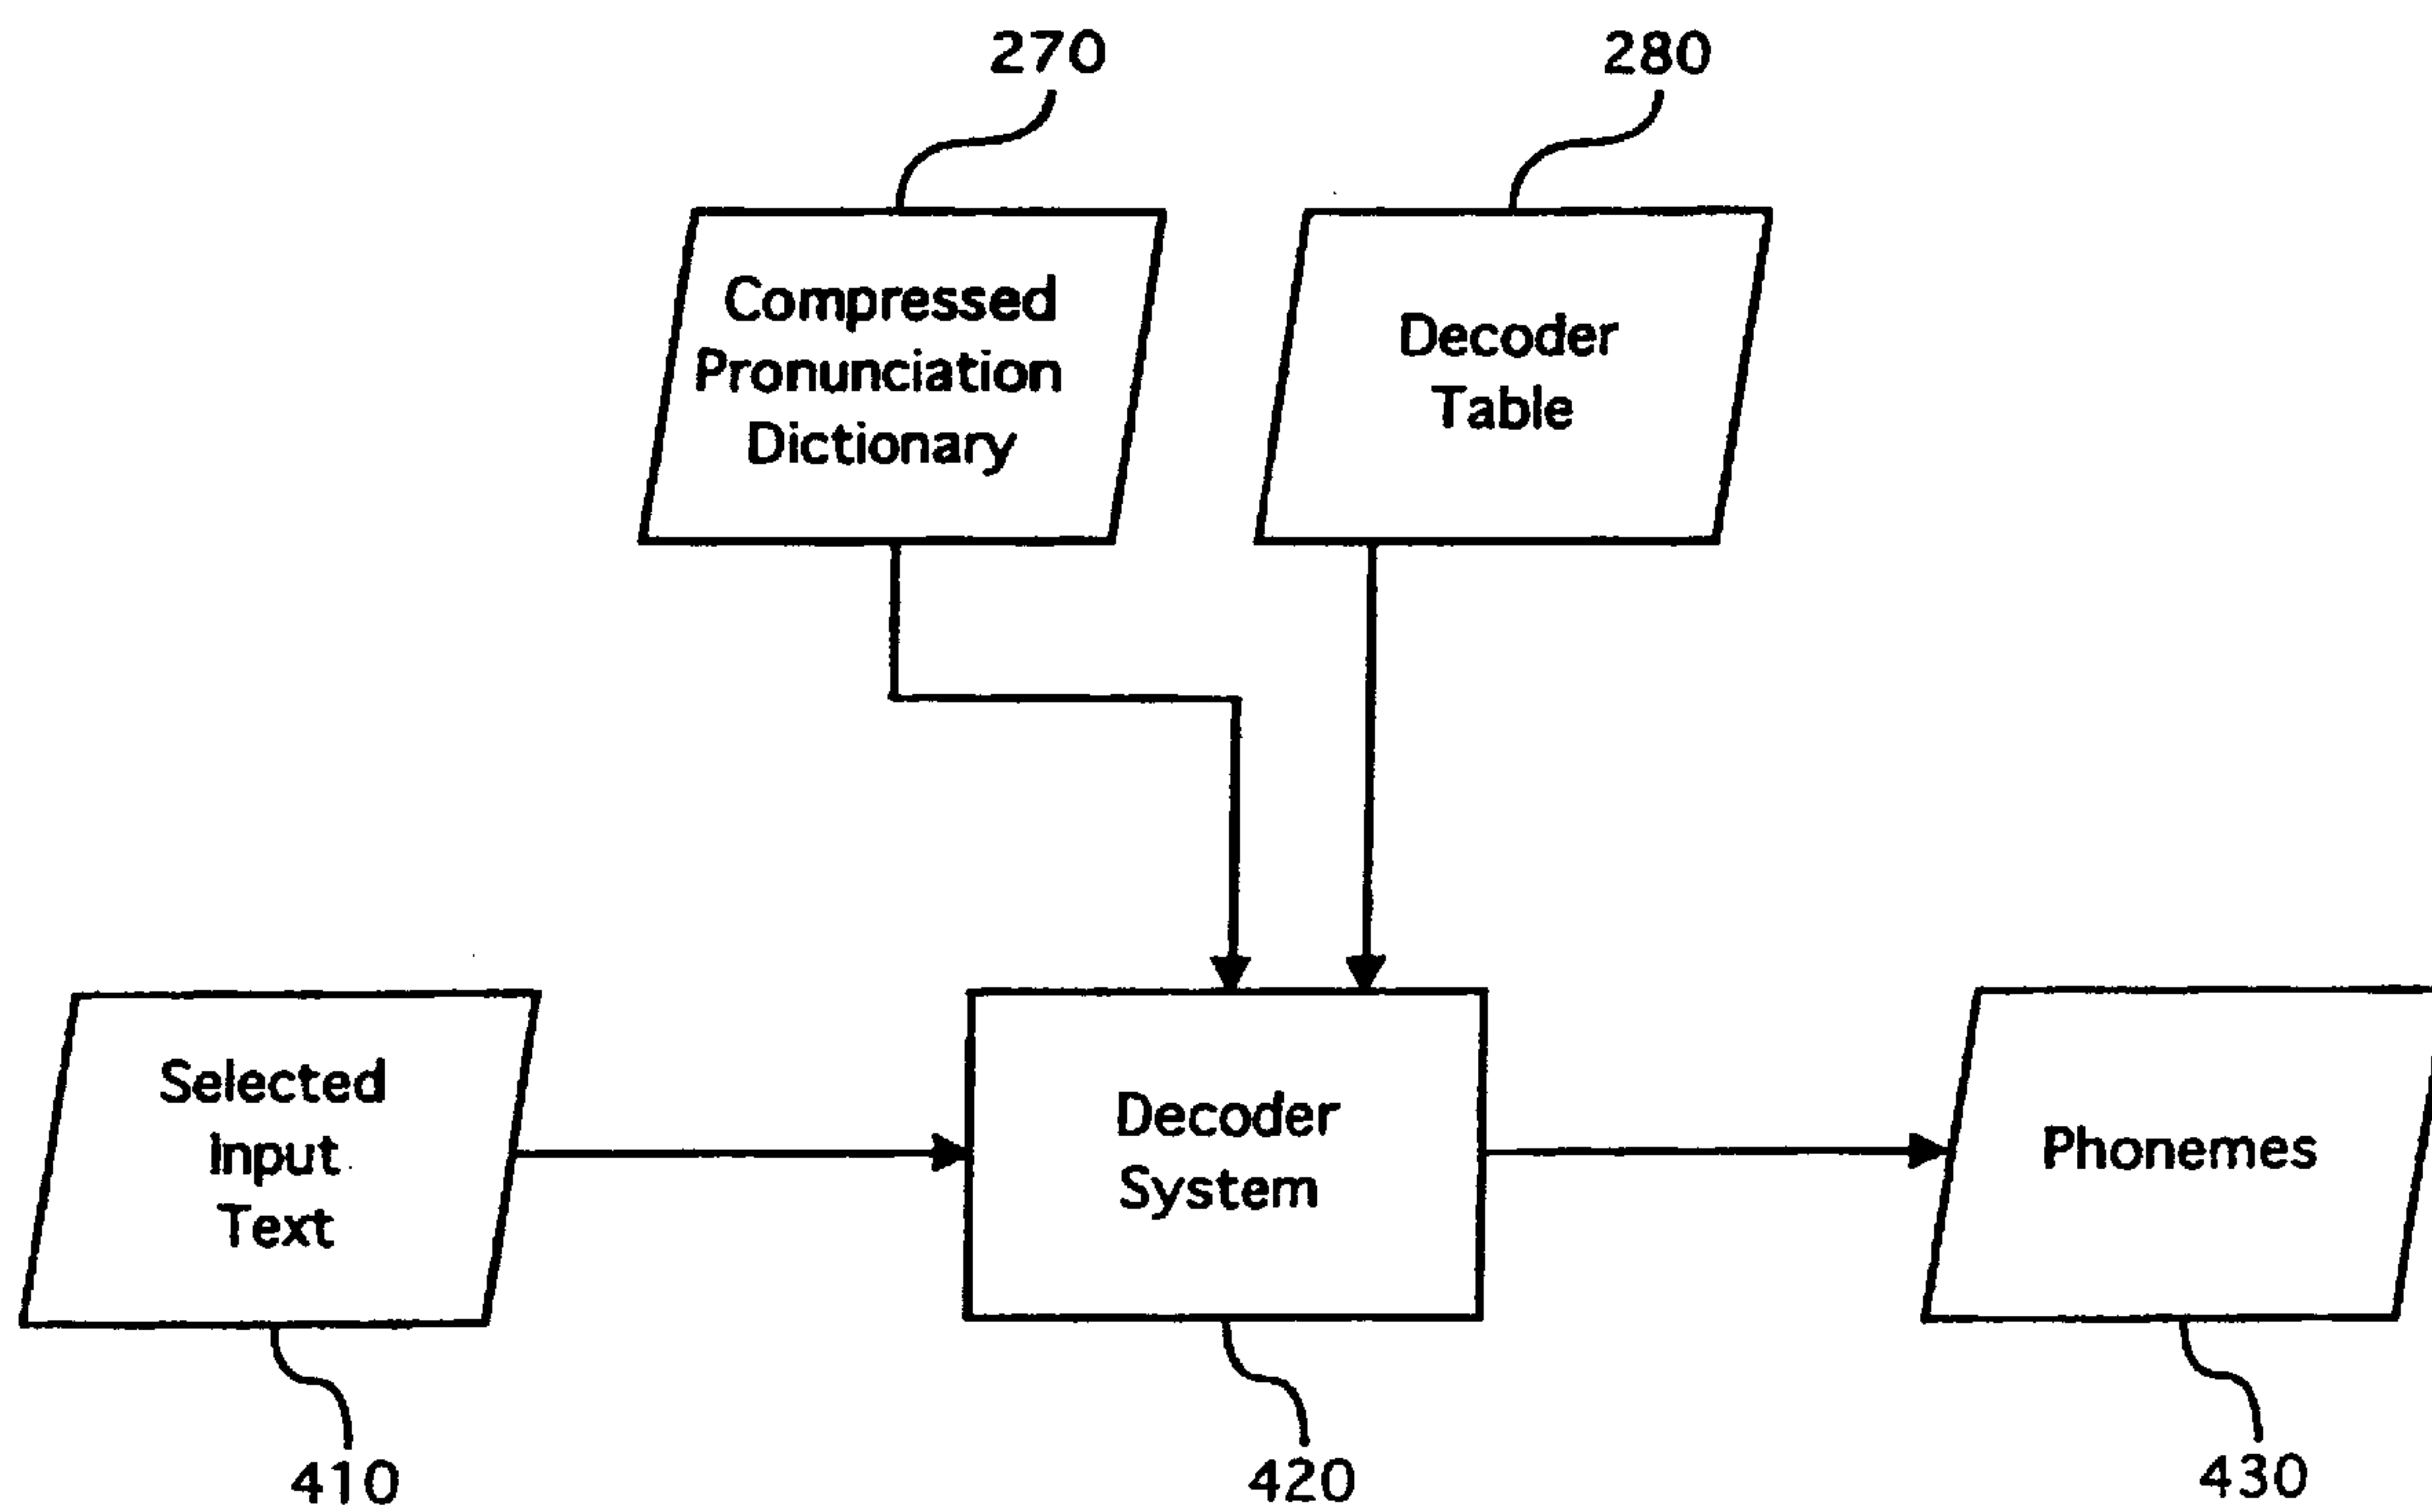 270
280
Compressed
Pronunciation
Dictionary
Decoder
Table
Selected
Input
Text
Decoder
System
Phonemes
410
420
430